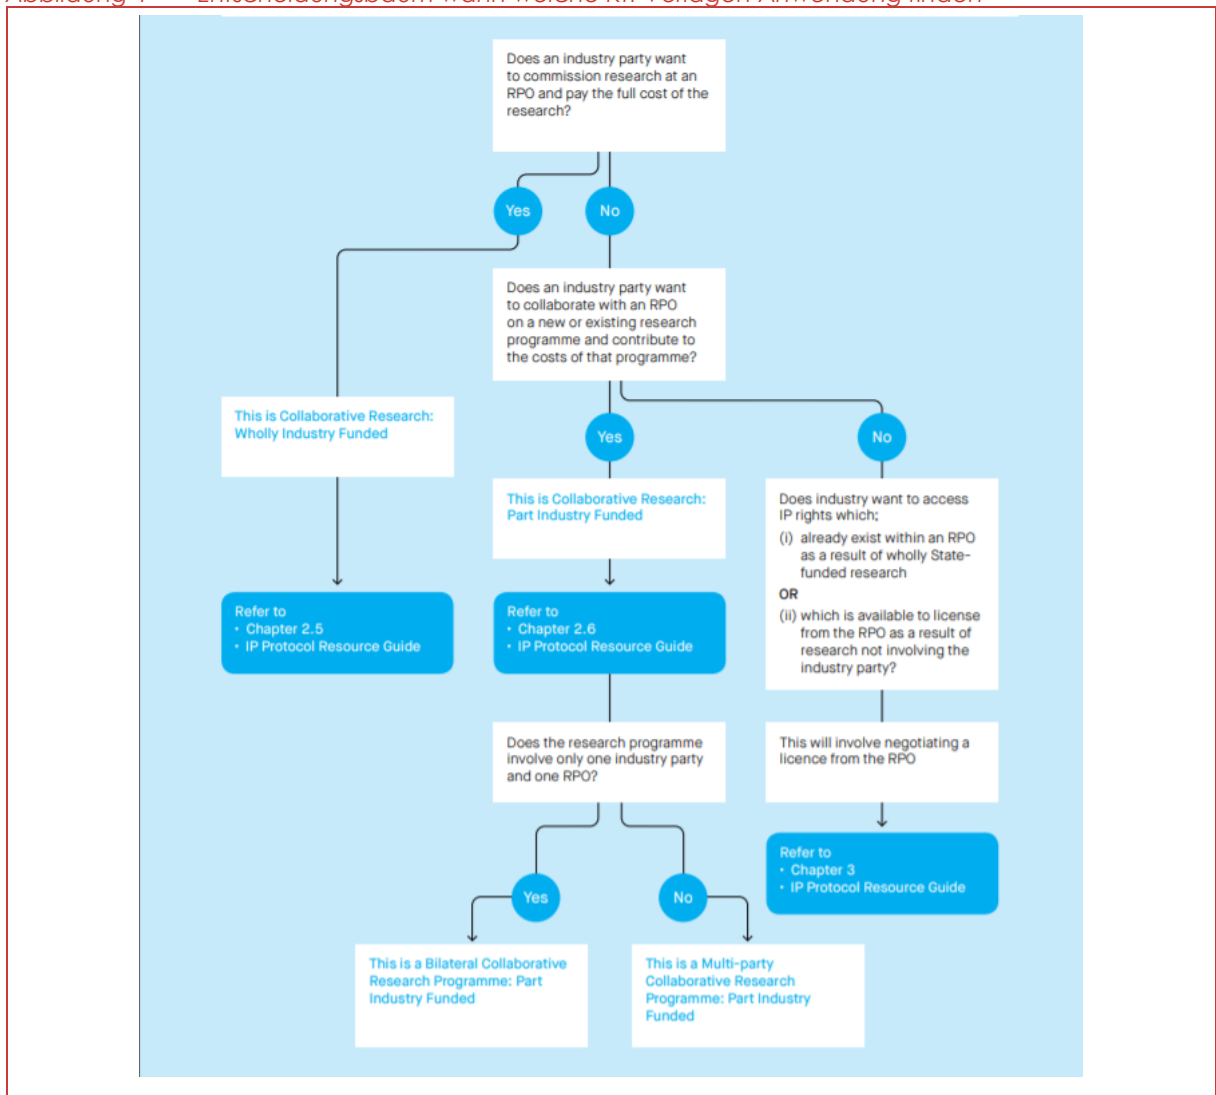 Abbildung Entscheidungsbaum wann welche Vorlagen Anwendung finden
Does an industry party want
to commission research at an
RPO and pay the full cost of the
research?
Yes
No
Does an industry party want
to collaborate with an RPO
on a new or existing research
programme and contribute to
the costs of that programme?
This is Collaborative Research:
Wholly Industry Funded
Yes
No
This is Collaborative Research:
Part Industry Funded
Does industry want to access
IP rights which;
(i) already exist within an RPO
as a result of wholly State-
funded research
OR
(ii) which is available to license
from the RPO as a result of
research not involving the
industry party?
Refer to
• Chapter 2.5
• IP Protocol Resource Guide
Refer to
• Chapter 2.6
• IP Protocol Resource Guide
Does the research programme
involve only one industry party
and one RPO?
This will involve negotiating a
licence from the RPO
Refer to
• Chapter 3
• IP Protocol Resource Guide
Yes
No
This is a Bilateral Collaborative
Research Programme: Part
Industry Funded
This is a Multi-party
Collaborative Research
Programme: Part Industry
Funded